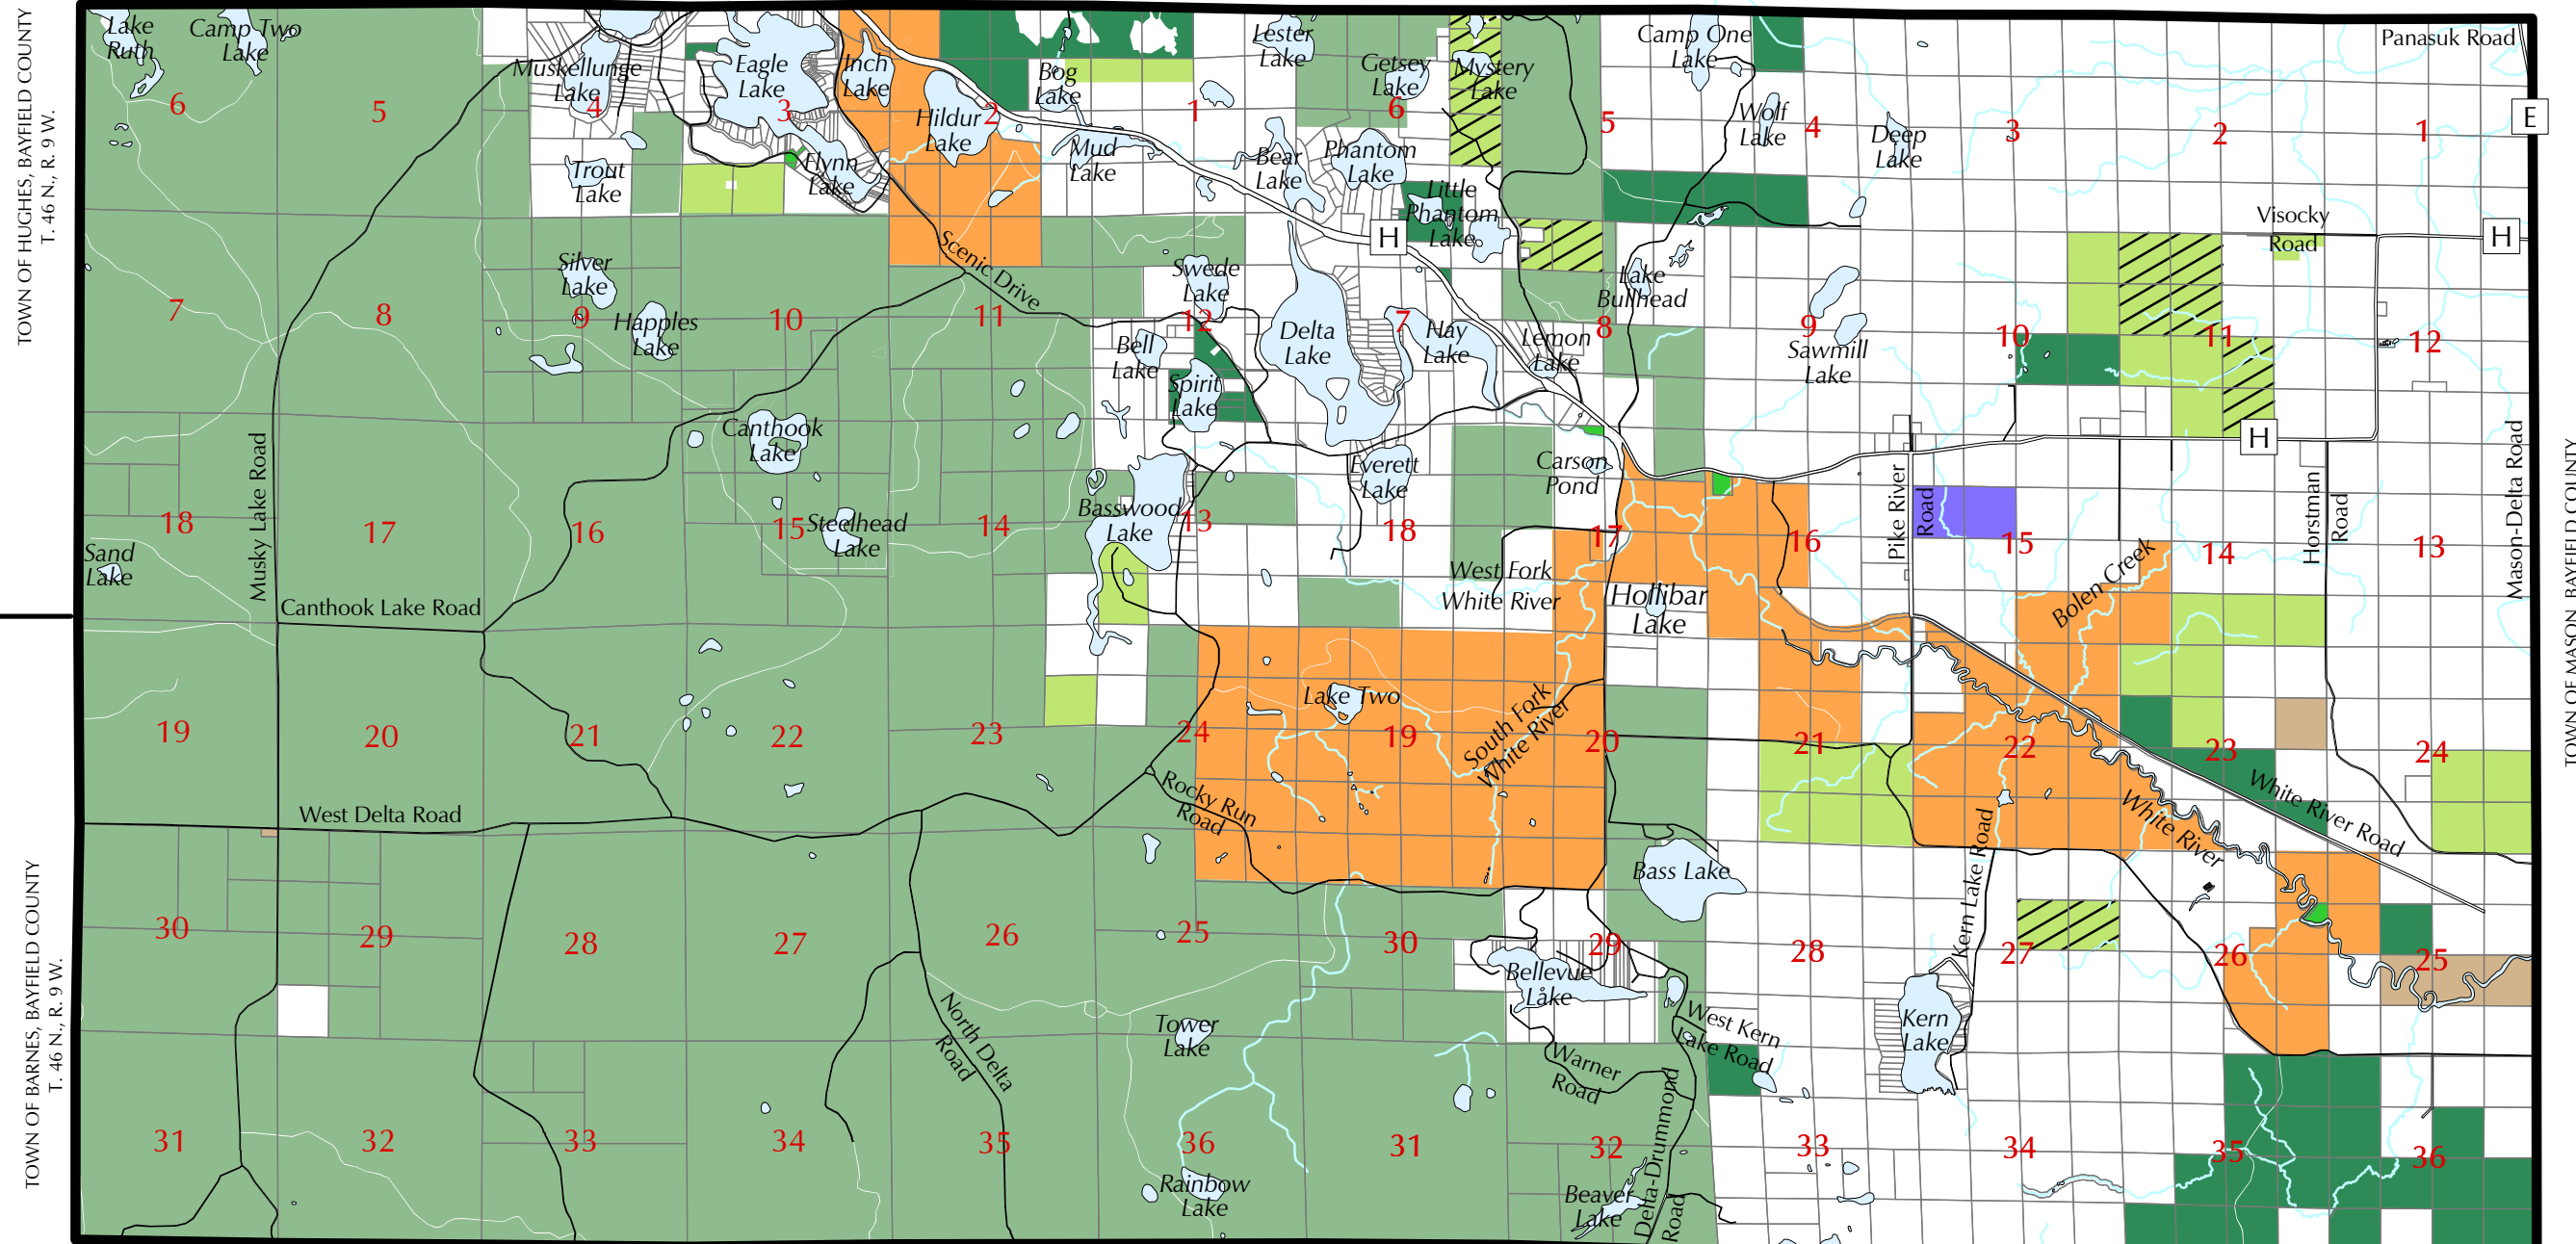 TOWN OF HUGHES, BAYFIELD COUNTY
T. 46 N., R. 9 W.
TOWN OF BARNES, BAYFIELD COUNTY
T. 46 N., R. 9 W.
TOWN OF MASON, BAYFIELD COUNTY
Lake
Ruth
Camp Two
Lake
Muskellunge
Lake
Eagle
Lake
Inch
Lake
Hildur
Lake
Bog
Lake
Mud
Lake
Lester
Lake
Getsey
Lake
Mystery
Lake
Camp One
Lake
Panasuk Road
E
6
5
4
3
2
1
6
5
4
3
2
1
Trout
Lake
Flynn
Lake
Bear
Lake
Phantom
Lake
Little
Phantom
Lake
Wolf
Lake
Deep
Lake
Visocky
Road
H
H
Scenic Drive
Silver
Lake
Happles
Lake
Swede
Lake
Bell
Lake
Spirit
Lake
Delta
Lake
Hay
Lake
Lemon
Lake
Lake
Bullhead
Sawmill
Lake
7
8
9
10
11
12
7
8
9
10
11
12
Canthook
Lake
Musky Lake Road
Steelhead
Lake
Basswood
Lake
Everett
Lake
Carson
Pond
H
Pike River
Road
Horstman
Road
Mason-Delta Road
18
17
16
15
14
13
18
17
16
15
14
13
Sand
Lake
Canthook Lake Road
West Fork
White River
Hollibar
Lake
Bolen Creek
Lake Two
South Fork
White River
19
20
21
22
23
24
19
20
21
22
23
24
West Delta Road
Rocky Run
Road
Bass Lake
Kern Lake Road
White River
White River Road
30
29
28
27
26
25
30
29
28
27
26
25
Bellevue
Lake
Kern
Lake
West Kern
Lake Road
Warner
Road
North Delta
Road
Tower
Lake
Delta-Drummond
Road
31
32
33
34
35
36
31
32
33
34
35
36
Rainbow
Lake
Beaver
Lake